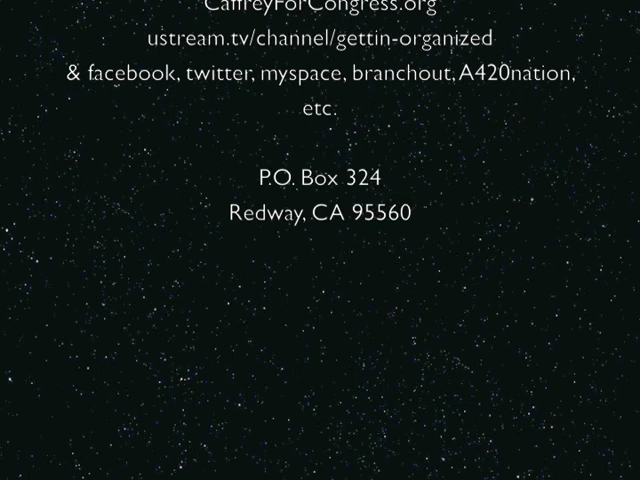 CaffreyForCongress.org
ustream.tv/channel/gettin-organized
& facebook, twitter, myspace, branchout, A420nation,
etc.
P.O. Box 324
Redway, CA 95560